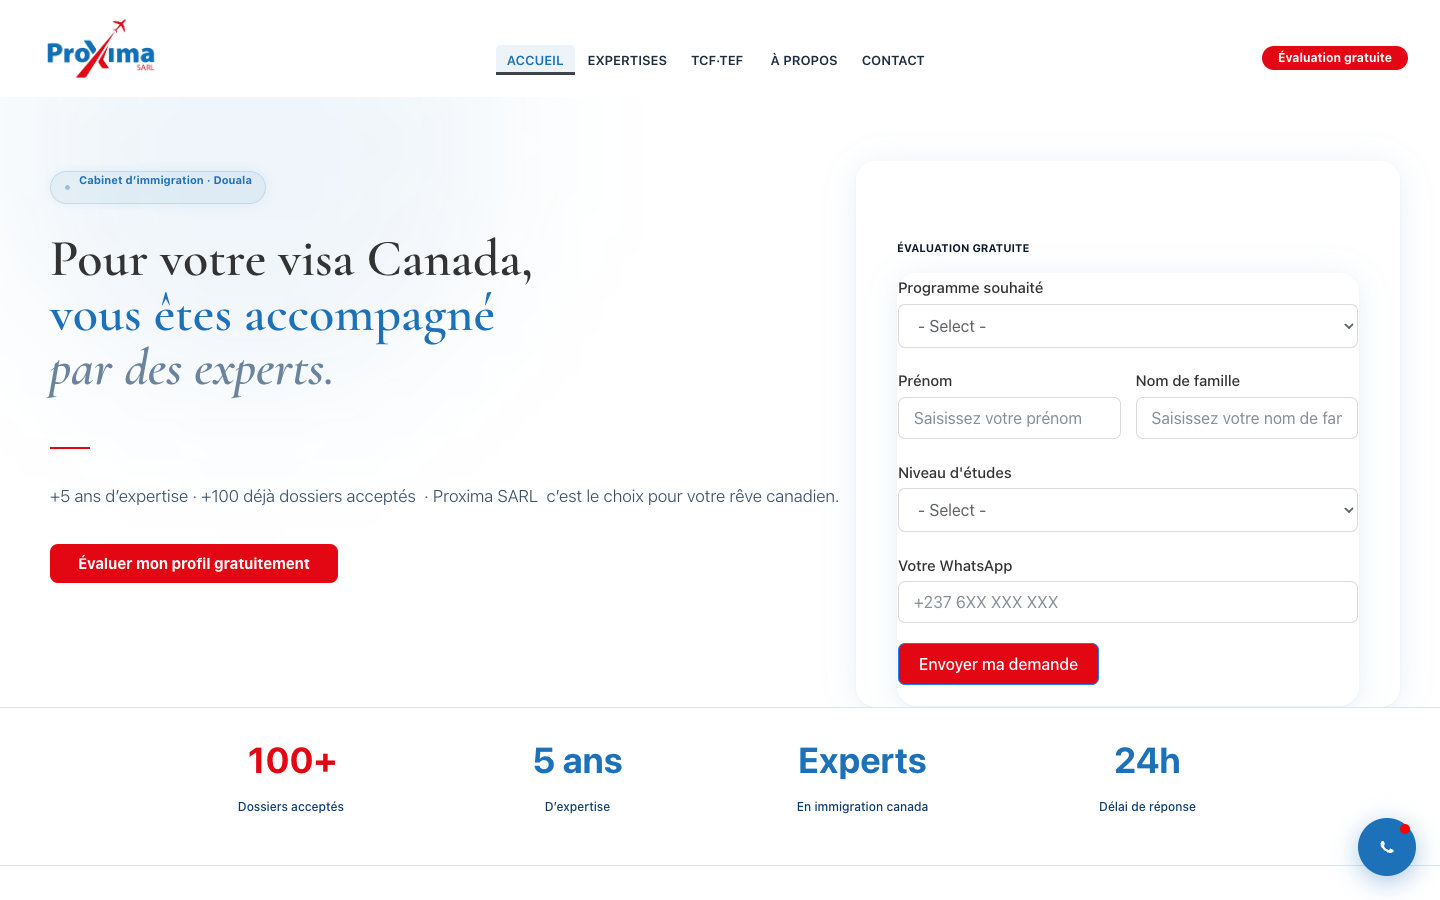 Proxima
SARL
ACCUEIL
EXPERTISES
TCF-TEF
À PROPOS
CONTACT
Évaluation gratuite
Cabinet d’immigration · Douala
Pour votre visa Canada,
vous êtes accompagné
par des experts.
+5 ans d’expertise · +100 déjà dossiers acceptés · Proxima SARL c’est le choix pour votre rêve canadien.
Évaluer mon profil gratuitement
ÉVALUATION GRATUITE
Programme souhaité
- Select -
Prénom
Nom de famille
Saisissez votre prénom
Saisissez votre nom de far
Niveau d'études
- Select -
Votre WhatsApp
+237 6XX XXX XXX
Envoyer ma demande
100+
Dossiers acceptés
5 ans
D’expertise
Experts
En immigration canada
24h
Délai de réponse